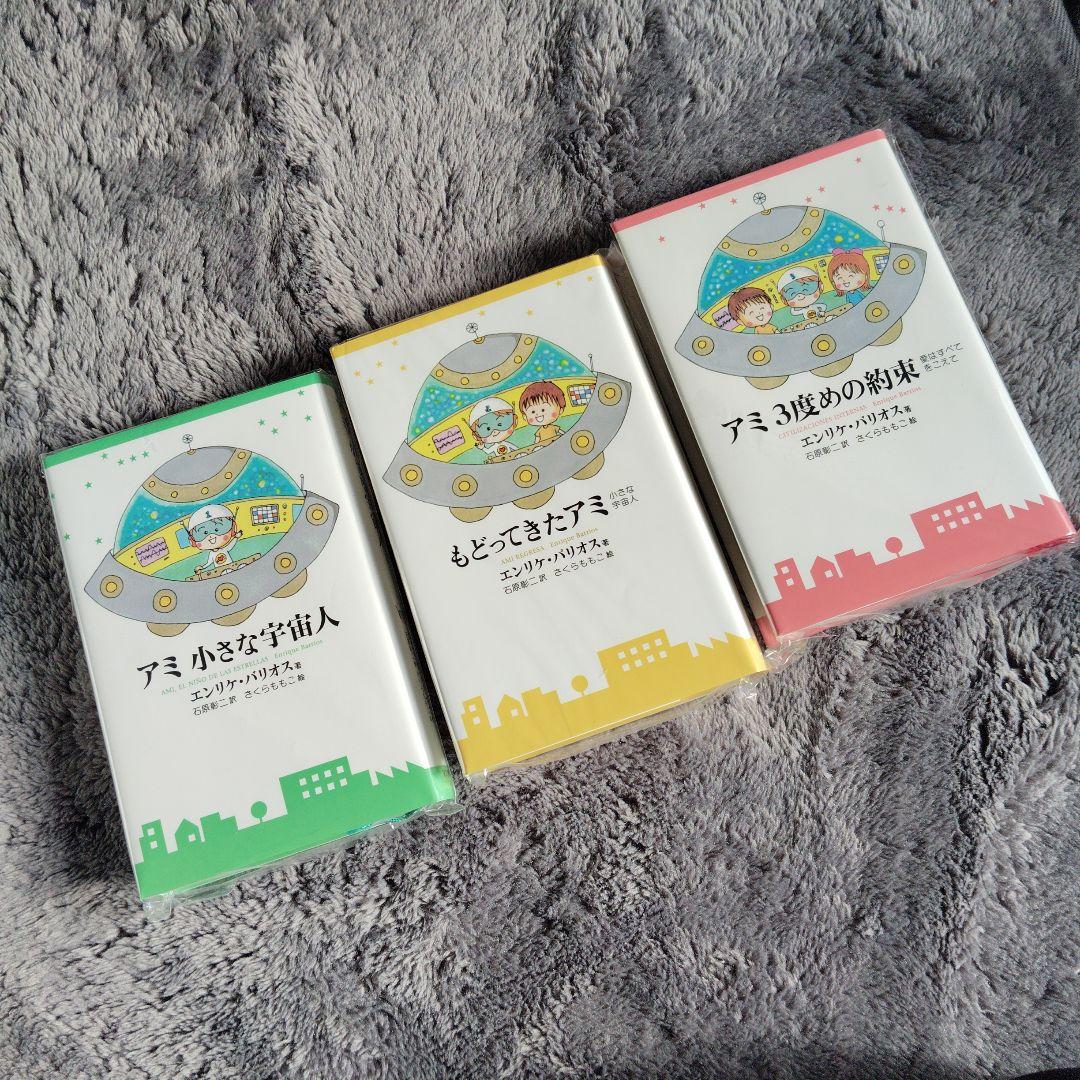 アミ 小さな宇宙人
AMI, EL NIÑO DE LAS ESTRELLAS Enrique Barrios
エンリケ・バリオス著
石原彰二 訳 さくらももこ 絵
もどってきたアミ 小さな
宇宙人
AMI REGRESA Enrique Barrios
エンリケ・バリオス著
石原彰二 訳 さくらももこ 絵
アミ 3度めの約束 愛はすべて
をこえて
CIVILIZACIONES INTERNAS Enrique Barrios
エンリケ・バリオス著
石原彰二 訳 さくらももこ 絵